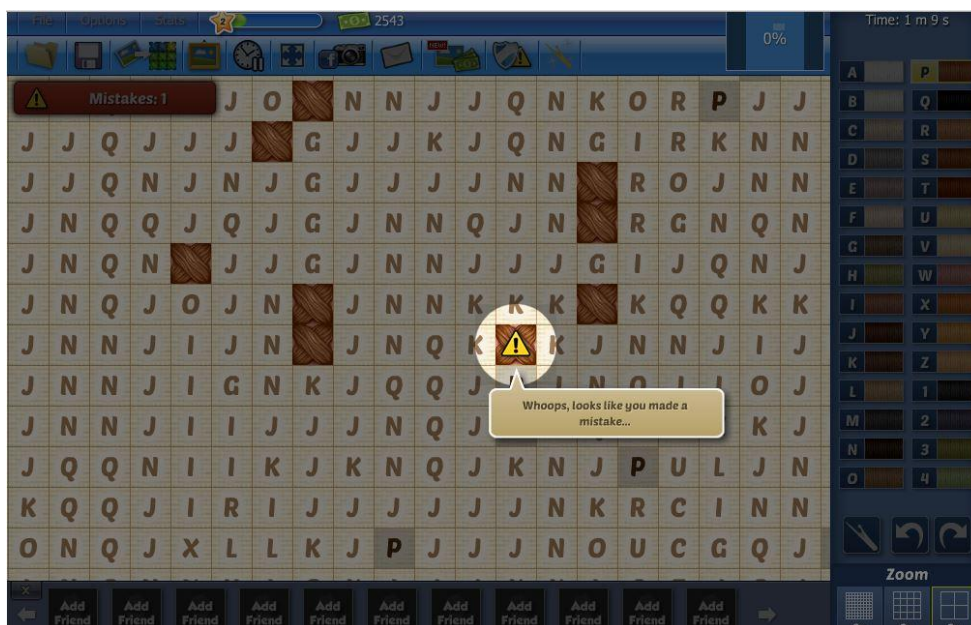 File Options Stats 2 2543 0% Time: 1 m 9 s
NEW!
Mistakes: 1 J O N N J J Q N K O R P J J
J J Q J J J G J J K J Q N G I R K N N
J J Q N J N J G J J J J N N R O J N N
J N Q Q J Q J G J N N Q J N R G N Q N
J N Q N J J G J N N J J J G I J Q N J
J N Q J O J N J N N K K K K Q Q K K
J N N J I J N J N Q K K J N N J I J
J N N J I G N K J Q Q J O J
Whoops, looks like you made a
mistake...
J N N J I I J J J N Q J K J
J Q Q N I I K J K N Q J K N J P U L J N
K Q Q J I R I J J J J J J N K R C I N N
O N Q J X L L K J P J J J N O U C G Q J
A P
B Q
C R
D S
E T
F U
G V
H W
I X
J Y
K Z
L 1
M 2
N 3
O 4
Zoom
Add Friend Add Friend Add Friend Add Friend Add Friend Add Friend Add Friend Add Friend Add Friend Add Friend Add Friend